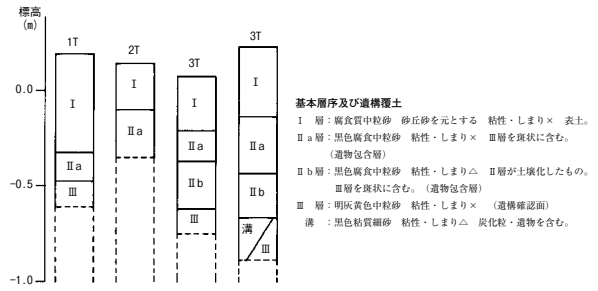 標高
(m)
1T
2T
3T
3T
0.0
-0.5
-1.0
Ⅰ
Ⅱa
Ⅲ
Ⅰ
Ⅱa
Ⅰ
Ⅱa
Ⅱb
Ⅲ
Ⅰ
Ⅱa
Ⅱb
溝
Ⅲ
基本層序及び遺構覆土
Ⅰ 層：腐食質中粒砂 砂丘砂を元とする 粘性・しまり× 表土。
Ⅱa層：黒色腐食中粒砂 粘性・しまり× Ⅲ層を斑状に含む。
（遺物包含層）
Ⅱb層：黒色腐食中粒砂 粘性・しまり△ Ⅱ層が土壌化したもの。
Ⅲ層を斑状に含む。（遺物包含層）
Ⅲ 層：明灰黄色中粒砂 粘性・しまり× （遺構確認面）
溝 ：黒色粘質細砂 粘性・しまり△ 炭化粒・遺物を含む。